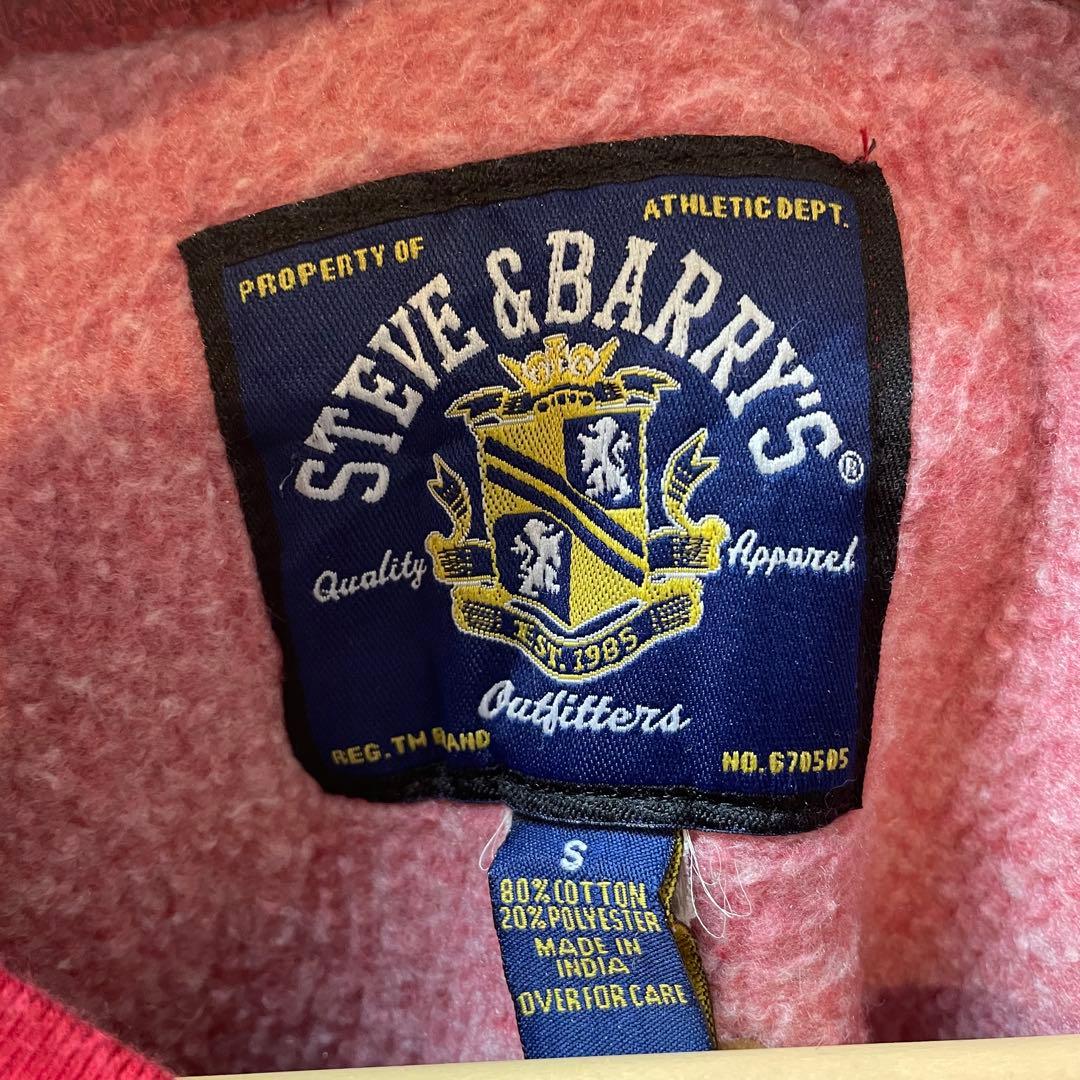 PROPERTY OF
ATHLETIC DEPT.
STEVE & BARRY'S®
Quality
Apparel
EST. 1985
Outfitters
REG. TM BRAND
NO. 670505
S
80% COTTON
20% POLYESTER
MADE IN
INDIA
OVER FOR CARE